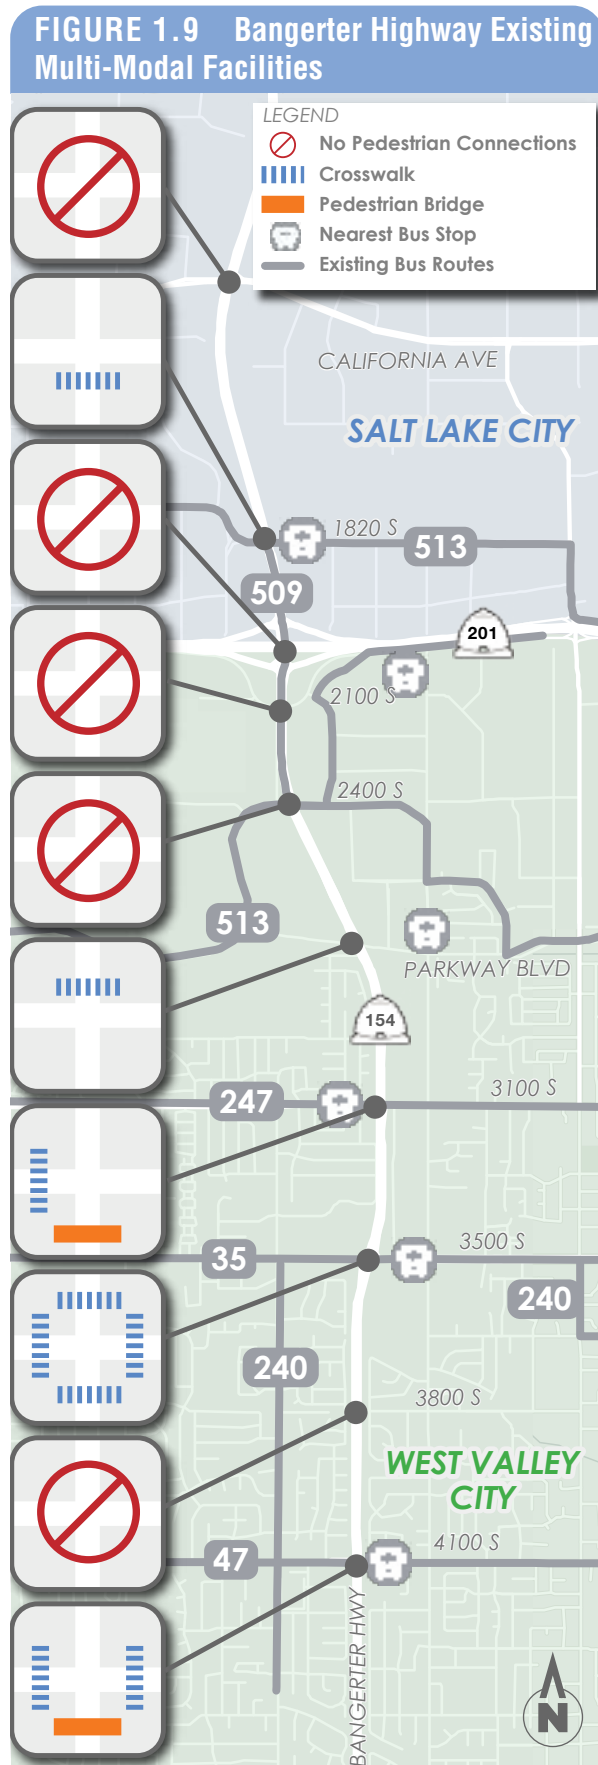 FIGURE 1.9 Bangerter Highway Existing
Multi-Modal Facilities
LEGEND
No Pedestrian Connections
Crosswalk
Pedestrian Bridge
Nearest Bus Stop
Existing Bus Routes
CALIFORNIA AVE
SALT LAKE CITY
1820 S
513
509
201
2100 S
2400 S
513
PARKWAY BLVD
154
247
3100 S
3500 S
35
240
240
3800 S
WEST VALLEY
CITY
4100 S
47
BANGERTER HWY
N